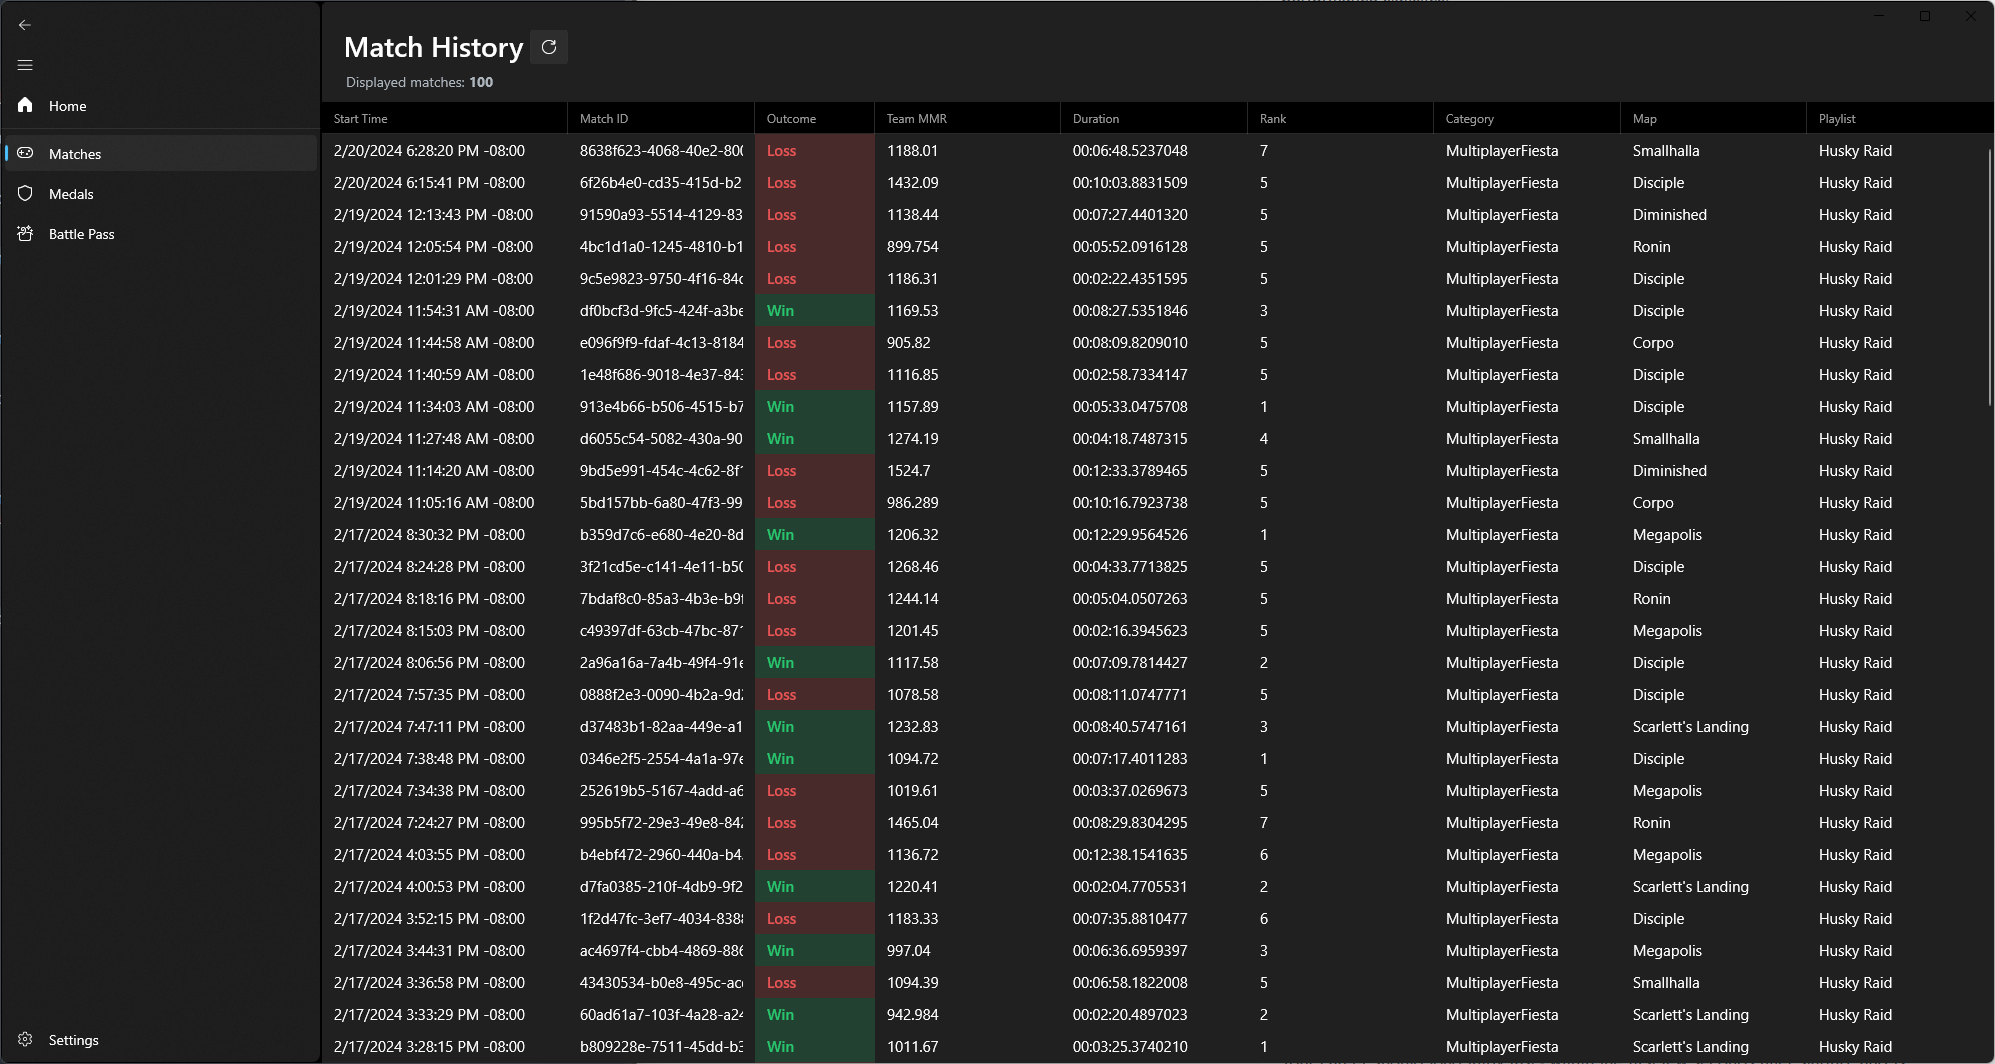 Match History
Displayed matches: 100
Home
Matches
Medals
Battle Pass
Settings
Start Time Match ID Outcome Team MMR Duration Rank Category Map Playlist
2/20/2024 6:28:20 PM -08:00 8638f623-4068-40e2-800 Loss 1188.01 00:06:48.5237048 7 MultiplayerFiesta Smallhalla Husky Raid
2/20/2024 6:15:41 PM -08:00 6f26b4e0-cd35-415d-b2 Loss 1432.09 00:10:03.8831509 5 MultiplayerFiesta Disciple Husky Raid
2/19/2024 12:13:43 PM -08:00 91590a93-5514-4129-83 Loss 1138.44 00:07:27.4401320 5 MultiplayerFiesta Diminished Husky Raid
2/19/2024 12:05:54 PM -08:00 4bc1d1a0-1245-4810-b1 Loss 899.754 00:05:52.0916128 5 MultiplayerFiesta Ronin Husky Raid
2/19/2024 12:01:29 PM -08:00 9c5e9823-9750-4f16-84c Loss 1186.31 00:02:22.4351595 5 MultiplayerFiesta Disciple Husky Raid
2/19/2024 11:54:31 AM -08:00 df0bcf3d-9fc5-424f-a3be Win 1169.53 00:08:27.5351846 3 MultiplayerFiesta Disciple Husky Raid
2/19/2024 11:44:58 AM -08:00 e096f9f9-fdaf-4c13-8184 Loss 905.82 00:08:09.8209010 5 MultiplayerFiesta Corpo Husky Raid
2/19/2024 11:40:59 AM -08:00 1e48f686-9018-4e37-843 Loss 1116.85 00:02:58.7334147 5 MultiplayerFiesta Disciple Husky Raid
2/19/2024 11:34:03 AM -08:00 913e4b66-b506-4515-b7 Win 1157.89 00:05:33.0475708 1 MultiplayerFiesta Disciple Husky Raid
2/19/2024 11:27:48 AM -08:00 d6055c54-5082-430a-90 Win 1274.19 00:04:18.7487315 4 MultiplayerFiesta Smallhalla Husky Raid
2/19/2024 11:14:20 AM -08:00 9bd5e991-454c-4c62-8f1 Loss 1524.7 00:12:33.3789465 5 MultiplayerFiesta Diminished Husky Raid
2/19/2024 11:05:16 AM -08:00 5bd157bb-6a80-47f3-99 Loss 986.289 00:10:16.7923738 5 MultiplayerFiesta Corpo Husky Raid
2/17/2024 8:30:32 PM -08:00 b359d7c6-e680-4e20-8d Win 1206.32 00:12:29.9564526 1 MultiplayerFiesta Megapolis Husky Raid
2/17/2024 8:24:28 PM -08:00 3f21cd5e-c141-4e11-b50 Loss 1268.46 00:04:33.7713825 5 MultiplayerFiesta Disciple Husky Raid
2/17/2024 8:18:16 PM -08:00 7bdaf8c0-85a3-4b3e-b9f Loss 1244.14 00:05:04.0507263 5 MultiplayerFiesta Ronin Husky Raid
2/17/2024 8:15:03 PM -08:00 c49397df-63cb-47bc-871 Loss 1201.45 00:02:16.3945623 5 MultiplayerFiesta Megapolis Husky Raid
2/17/2024 8:06:56 PM -08:00 2a96a16a-7a4b-49f4-91e Win 1117.58 00:07:09.7814427 2 MultiplayerFiesta Disciple Husky Raid
2/17/2024 7:57:35 PM -08:00 0888f2e3-0090-4b2a-9d2 Loss 1078.58 00:08:11.0747771 5 MultiplayerFiesta Disciple Husky Raid
2/17/2024 7:47:11 PM -08:00 d37483b1-82aa-449e-a1 Win 1232.83 00:08:40.5747161 3 MultiplayerFiesta Scarlett's Landing Husky Raid
2/17/2024 7:38:48 PM -08:00 0346e2f5-2554-4a1a-97e Win 1094.72 00:07:17.4011283 1 MultiplayerFiesta Disciple Husky Raid
2/17/2024 7:34:38 PM -08:00 252619b5-5167-4add-a6 Loss 1019.61 00:03:37.0269673 5 MultiplayerFiesta Megapolis Husky Raid
2/17/2024 7:24:27 PM -08:00 995b5f72-29e3-49e8-842 Loss 1465.04 00:08:29.8304295 7 MultiplayerFiesta Ronin Husky Raid
2/17/2024 4:03:55 PM -08:00 b4ebf472-2960-440a-b4 Loss 1136.72 00:12:38.1541635 6 MultiplayerFiesta Megapolis Husky Raid
2/17/2024 4:00:53 PM -08:00 d7fa0385-210f-4db9-9f2 Win 1220.41 00:02:04.7705531 2 MultiplayerFiesta Scarlett's Landing Husky Raid
2/17/2024 3:52:15 PM -08:00 1f2d47fc-3ef7-4034-8388 Loss 1183.33 00:07:35.8810477 6 MultiplayerFiesta Disciple Husky Raid
2/17/2024 3:44:31 PM -08:00 ac4697f4-cbb4-4869-886 Win 997.04 00:06:36.6959397 3 MultiplayerFiesta Megapolis Husky Raid
2/17/2024 3:36:58 PM -08:00 43430534-b0e8-495c-ac Loss 1094.39 00:06:58.1822008 5 MultiplayerFiesta Smallhalla Husky Raid
2/17/2024 3:33:29 PM -08:00 60ad61a7-103f-4a28-a24 Win 942.984 00:02:20.4897023 2 MultiplayerFiesta Scarlett's Landing Husky Raid
2/17/2024 3:28:15 PM -08:00 b809228e-7511-45dd-b3 Win 1011.67 00:03:25.3740210 1 MultiplayerFiesta Scarlett's Landing Husky Raid